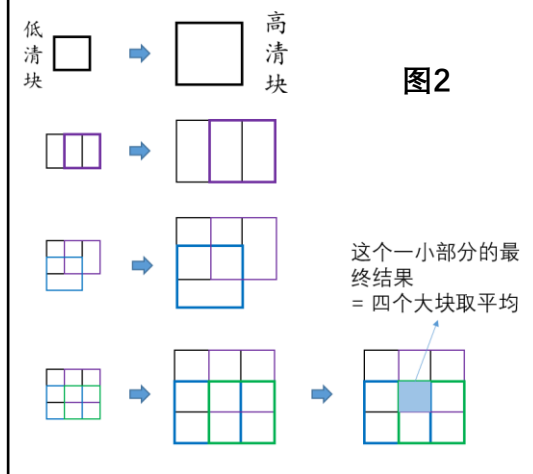 低清块
高清块
图2
这个一小部分的最
终结果
= 四个大块取平均